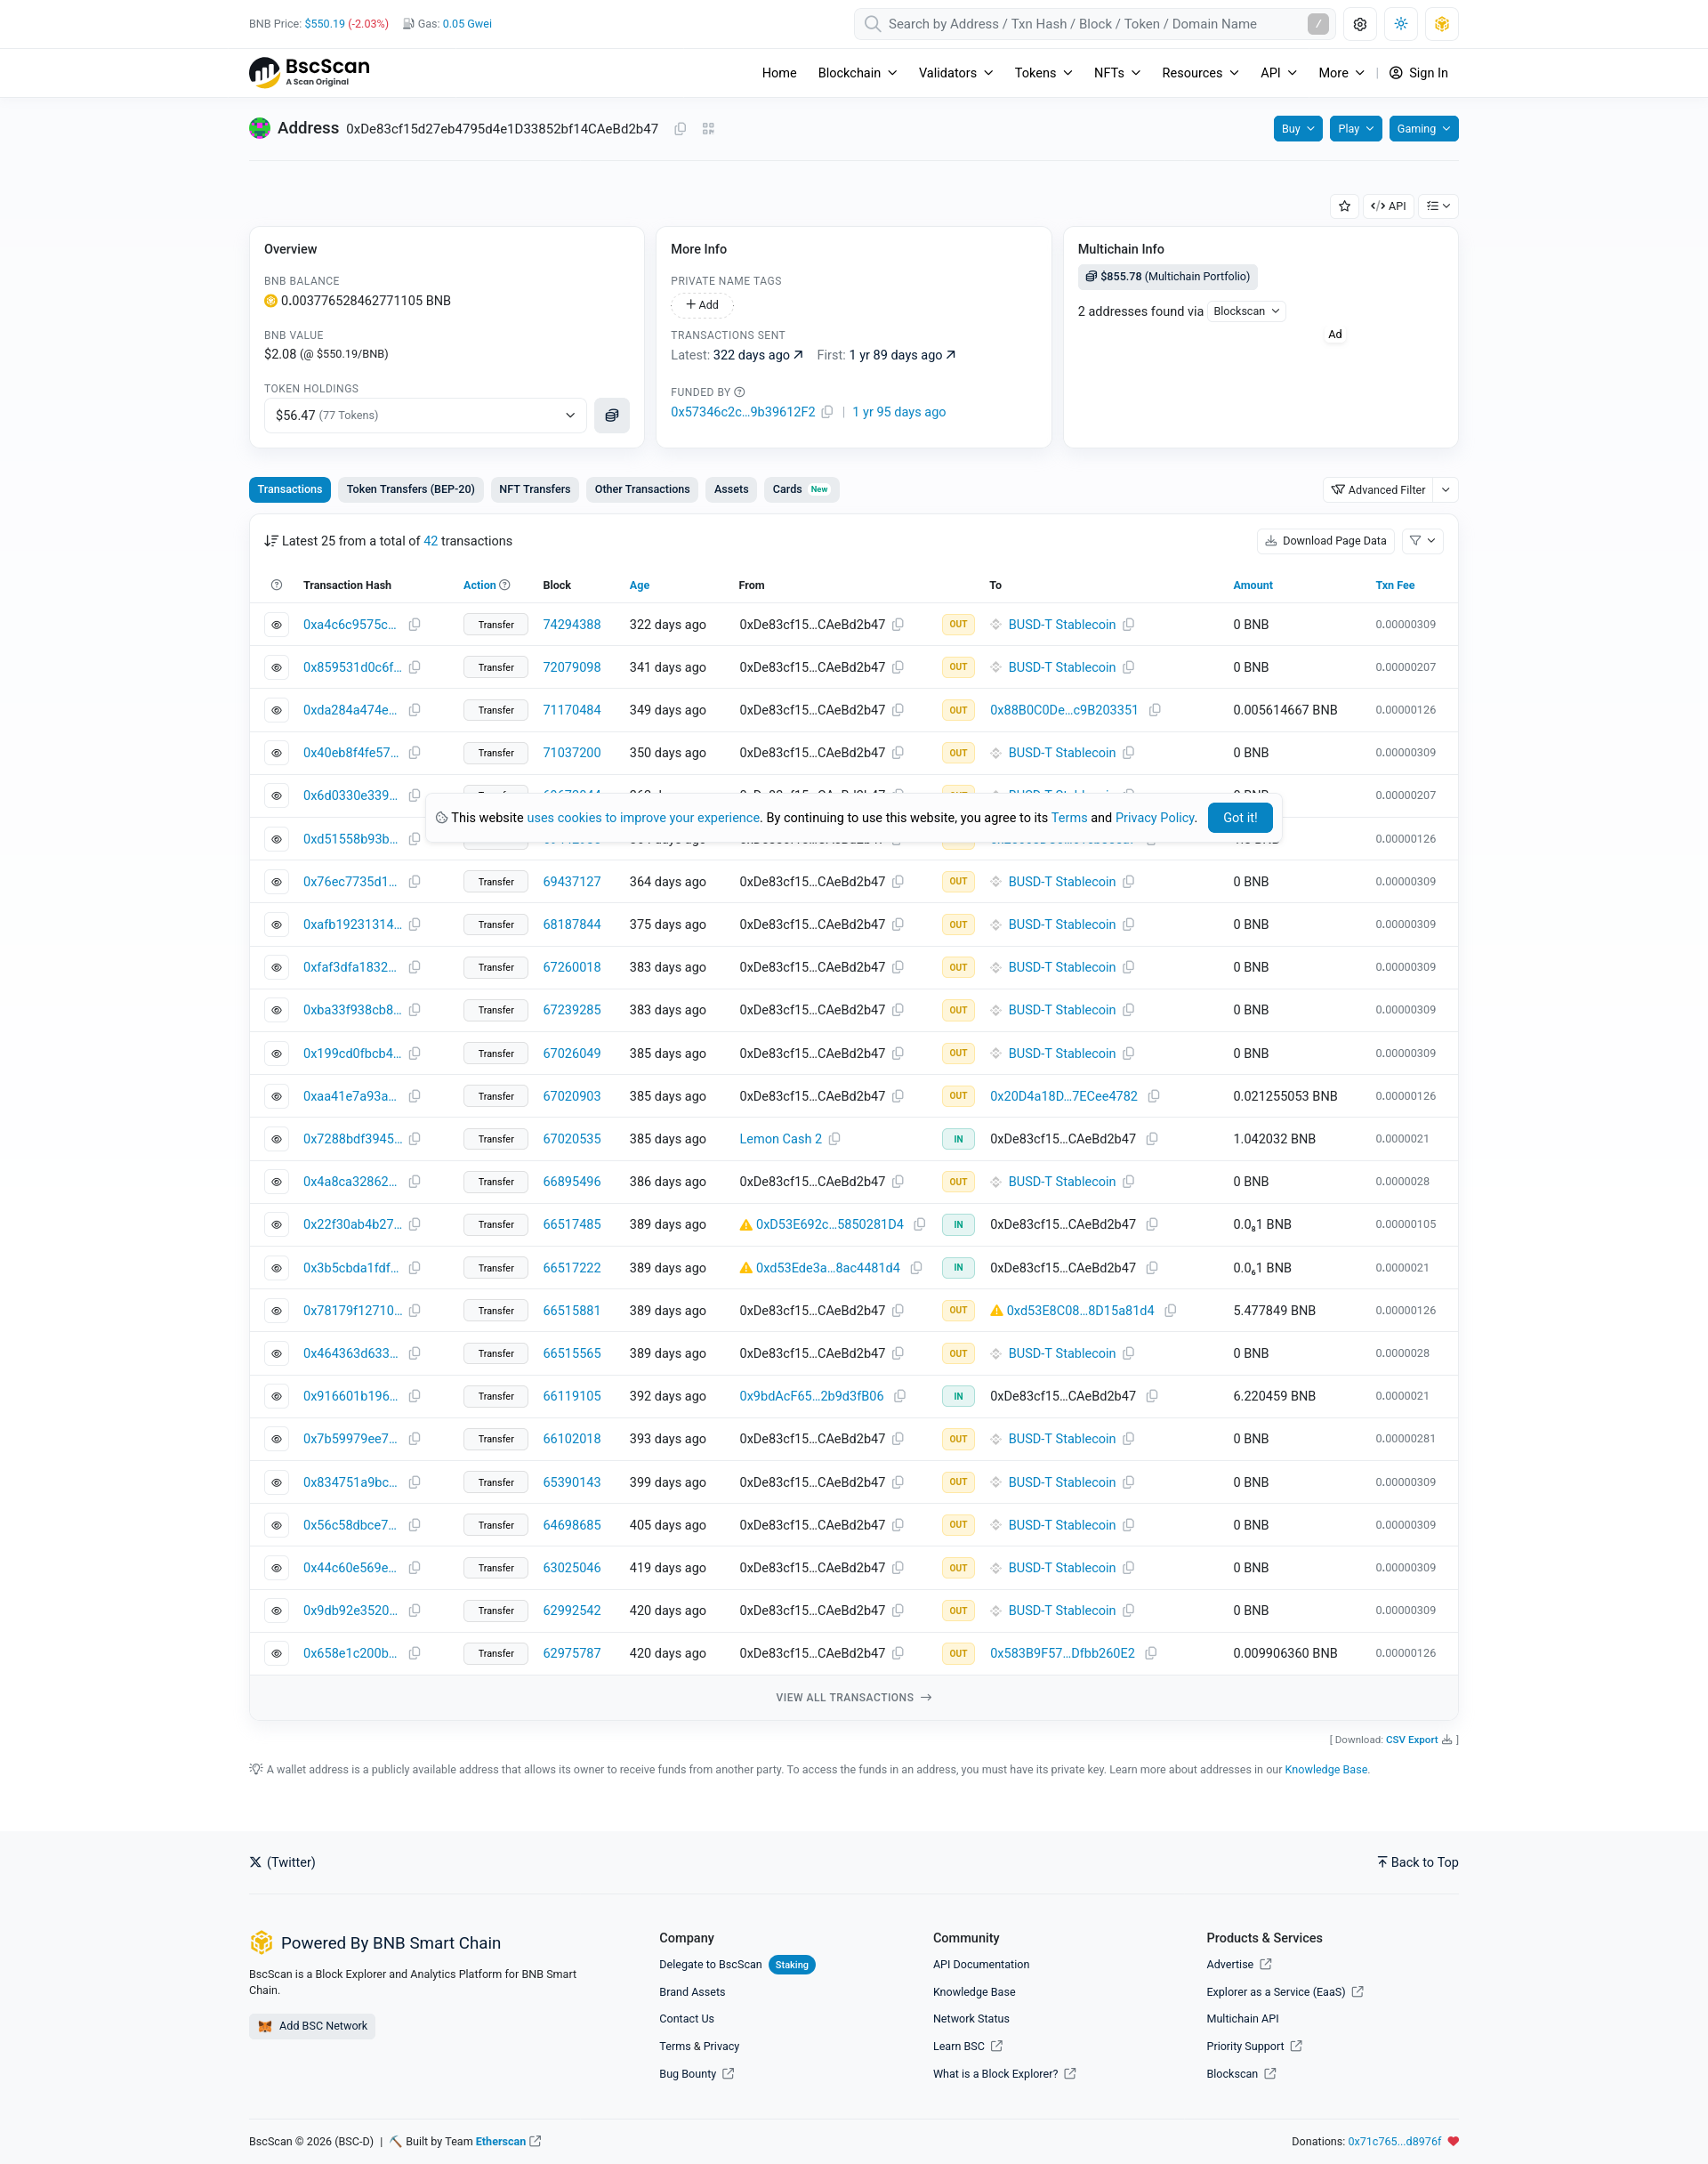 BNB Price: $550.19 (-2.03%) Gas: 0.05 Gwei
Search by Address / Txn Hash / Block / Token / Domain Name /
BscScan
A Scan Original
Home Blockchain Validators Tokens NFTs Resources API More | Sign In
Address 0xDe83cf15d27eb4795d4e1D33852bf14CAeBd2b47
Buy Play Gaming
API
Overview
BNB BALANCE
0.003776528462771105 BNB
BNB VALUE
$2.08 (@ $550.19/BNB)
TOKEN HOLDINGS
$56.47 (77 Tokens)
More Info
PRIVATE NAME TAGS
+ Add
TRANSACTIONS SENT
Latest: 322 days ago First: 1 yr 89 days ago
FUNDED BY
0x57346c2c...9b39612F2 | 1 yr 95 days ago
Multichain Info
$855.78 (Multichain Portfolio)
2 addresses found via Blockscan
Ad
Transactions Token Transfers (BEP-20) NFT Transfers Other Transactions Assets Cards New
Advanced Filter
Latest 25 from a total of 42 transactions
Download Page Data
Transaction Hash Action Block Age From To Amount Txn Fee
0xa4c6c9575c... Transfer 74294388 322 days ago 0xDe83cf15...CAeBd2b47 OUT BUSD-T Stablecoin 0 BNB 0.00000309
0x859531d0c6f... Transfer 72079098 341 days ago 0xDe83cf15...CAeBd2b47 OUT BUSD-T Stablecoin 0 BNB 0.00000207
0xda284a474e... Transfer 71170484 349 days ago 0xDe83cf15...CAeBd2b47 OUT 0x88B0C0De...c9B203351 0.005614667 BNB 0.00000126
0x40eb8f4fe57... Transfer 71037200 350 days ago 0xDe83cf15...CAeBd2b47 OUT BUSD-T Stablecoin 0 BNB 0.00000309
0x6d0330e339... 0.00000207
This website uses cookies to improve your experience. By continuing to use this website, you agree to its Terms and Privacy Policy. Got it!
0xd51558b93b... 0.00000126
0x76ec7735d1... Transfer 69437127 364 days ago 0xDe83cf15...CAeBd2b47 OUT BUSD-T Stablecoin 0 BNB 0.00000309
0xafb19231314... Transfer 68187844 375 days ago 0xDe83cf15...CAeBd2b47 OUT BUSD-T Stablecoin 0 BNB 0.00000309
0xfaf3dfa1832... Transfer 67260018 383 days ago 0xDe83cf15...CAeBd2b47 OUT BUSD-T Stablecoin 0 BNB 0.00000309
0xba33f938cb8... Transfer 67239285 383 days ago 0xDe83cf15...CAeBd2b47 OUT BUSD-T Stablecoin 0 BNB 0.00000309
0x199cd0fbcb4... Transfer 67026049 385 days ago 0xDe83cf15...CAeBd2b47 OUT BUSD-T Stablecoin 0 BNB 0.00000309
0xaa41e7a93a... Transfer 67020903 385 days ago 0xDe83cf15...CAeBd2b47 OUT 0x20D4a18D...7ECee4782 0.021255053 BNB 0.00000126
0x7288bdf3945... Transfer 67020535 385 days ago Lemon Cash 2 IN 0xDe83cf15...CAeBd2b47 1.042032 BNB 0.0000021
0x4a8ca32862... Transfer 66895496 386 days ago 0xDe83cf15...CAeBd2b47 OUT BUSD-T Stablecoin 0 BNB 0.0000028
0x22f30ab4b27... Transfer 66517485 389 days ago 0xD53E692c...5850281D4 IN 0xDe83cf15...CAeBd2b47 0.0₈1 BNB 0.00000105
0x3b5cbda1fdf... Transfer 66517222 389 days ago 0xd53Ede3a...8ac4481d4 IN 0xDe83cf15...CAeBd2b47 0.0₆1 BNB 0.0000021
0x78179f12710... Transfer 66515881 389 days ago 0xDe83cf15...CAeBd2b47 OUT 0xd53E8C08...8D15a81d4 5.477849 BNB 0.00000126
0x464363d633... Transfer 66515565 389 days ago 0xDe83cf15...CAeBd2b47 OUT BUSD-T Stablecoin 0 BNB 0.0000028
0x916601b196... Transfer 66119105 392 days ago 0x9bdAcF65...2b9d3fB06 IN 0xDe83cf15...CAeBd2b47 6.220459 BNB 0.0000021
0x7b59979ee7... Transfer 66102018 393 days ago 0xDe83cf15...CAeBd2b47 OUT BUSD-T Stablecoin 0 BNB 0.00000281
0x834751a9bc... Transfer 65390143 399 days ago 0xDe83cf15...CAeBd2b47 OUT BUSD-T Stablecoin 0 BNB 0.00000309
0x56c58dbce7... Transfer 64698685 405 days ago 0xDe83cf15...CAeBd2b47 OUT BUSD-T Stablecoin 0 BNB 0.00000309
0x44c60e569e... Transfer 63025046 419 days ago 0xDe83cf15...CAeBd2b47 OUT BUSD-T Stablecoin 0 BNB 0.00000309
0x9db92e3520... Transfer 62992542 420 days ago 0xDe83cf15...CAeBd2b47 OUT BUSD-T Stablecoin 0 BNB 0.00000309
0x658e1c200b... Transfer 62975787 420 days ago 0xDe83cf15...CAeBd2b47 OUT 0x583B9F57...Dfbb260E2 0.009906360 BNB 0.00000126
VIEW ALL TRANSACTIONS
[ Download: CSV Export ]
A wallet address is a publicly available address that allows its owner to receive funds from another party. To access the funds in an address, you must have its private key. Learn more about addresses in our Knowledge Base.
X (Twitter)
Back to Top
Powered By BNB Smart Chain
BscScan is a Block Explorer and Analytics Platform for BNB Smart
Chain.
Add BSC Network
Company
Delegate to BscScan Staking
Brand Assets
Contact Us
Terms & Privacy
Bug Bounty
Community
API Documentation
Knowledge Base
Network Status
Learn BSC
What is a Block Explorer?
Products & Services
Advertise
Explorer as a Service (EaaS)
Multichain API
Priority Support
Blockscan
BscScan © 2026 (BSC-D) | Built by Team Etherscan
Donations: 0x71c765...d8976f